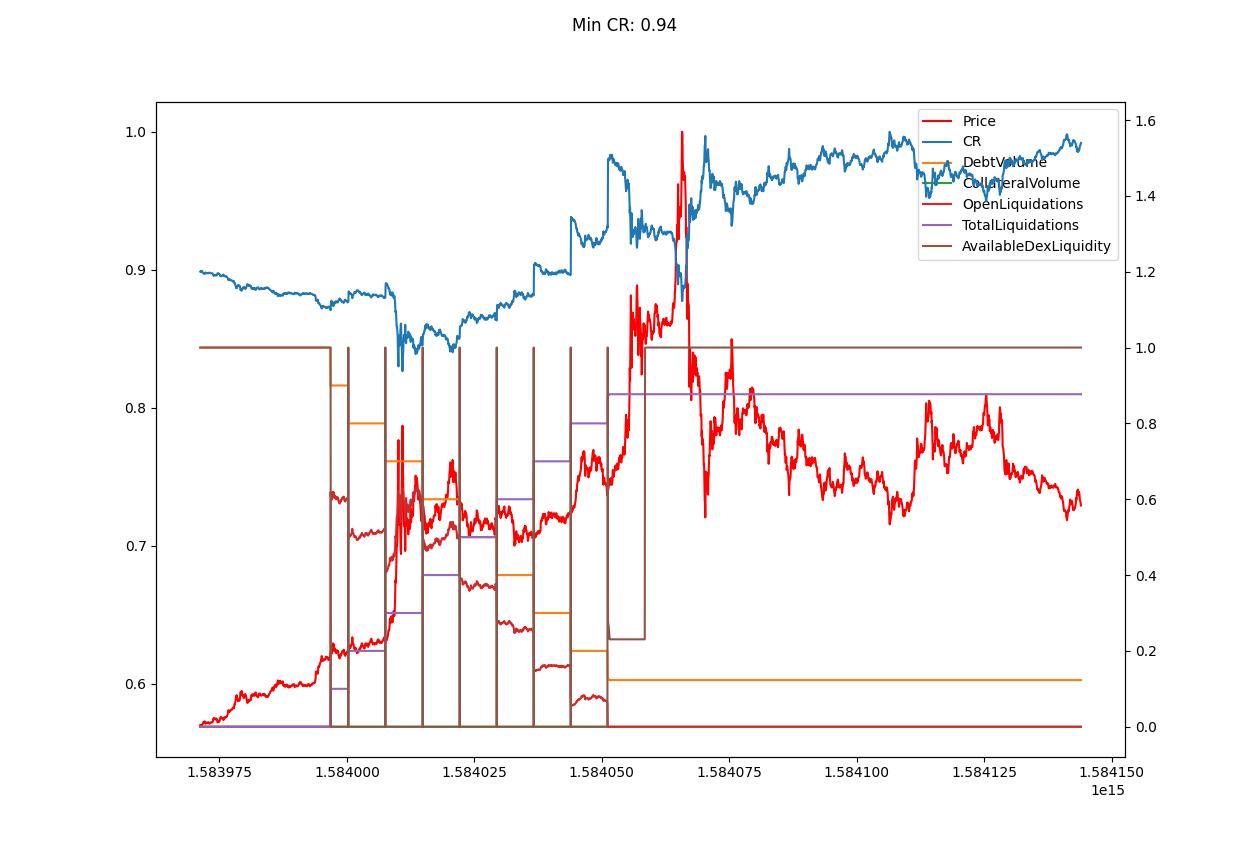 Min CR: 0.94
1.0
0.9
0.8
0.7
0.6
Price
CR
DebtVolume
CollateralVolume
OpenLiquidations
TotalLiquidations
AvailableDexLiquidity
1.6
1.4
1.2
1.0
0.8
0.6
0.4
0.2
0.0
1.583975 1.584000 1.584025 1.584050 1.584075 1.584100 1.584125 1.584150
1e15